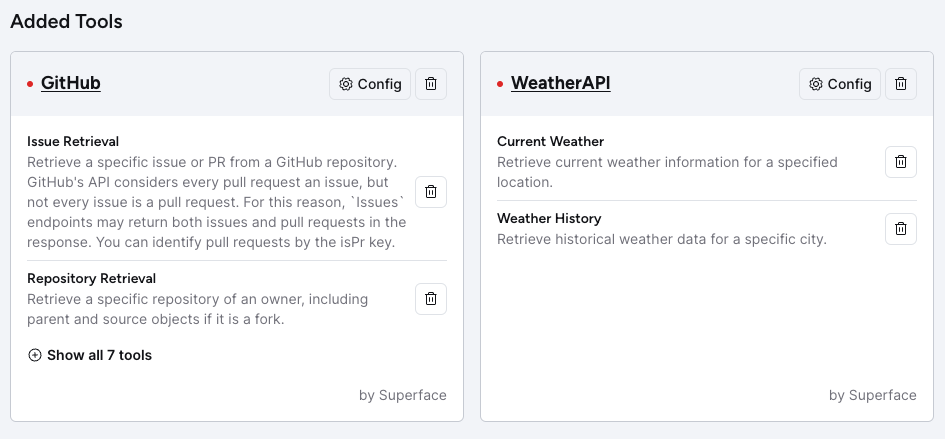 Added Tools
GitHub
Config
Issue Retrieval
Retrieve a specific issue or PR from a GitHub repository.
GitHub's API considers every pull request an issue, but
not every issue is a pull request. For this reason, `Issues`
endpoints may return both issues and pull requests in the
response. You can identify pull requests by the isPr key.
Repository Retrieval
Retrieve a specific repository of an owner, including
parent and source objects if it is a fork.
Show all 7 tools
by Superface
WeatherAPI
Config
Current Weather
Retrieve current weather information for a specified
location.
Weather History
Retrieve historical weather data for a specific city.
by Superface